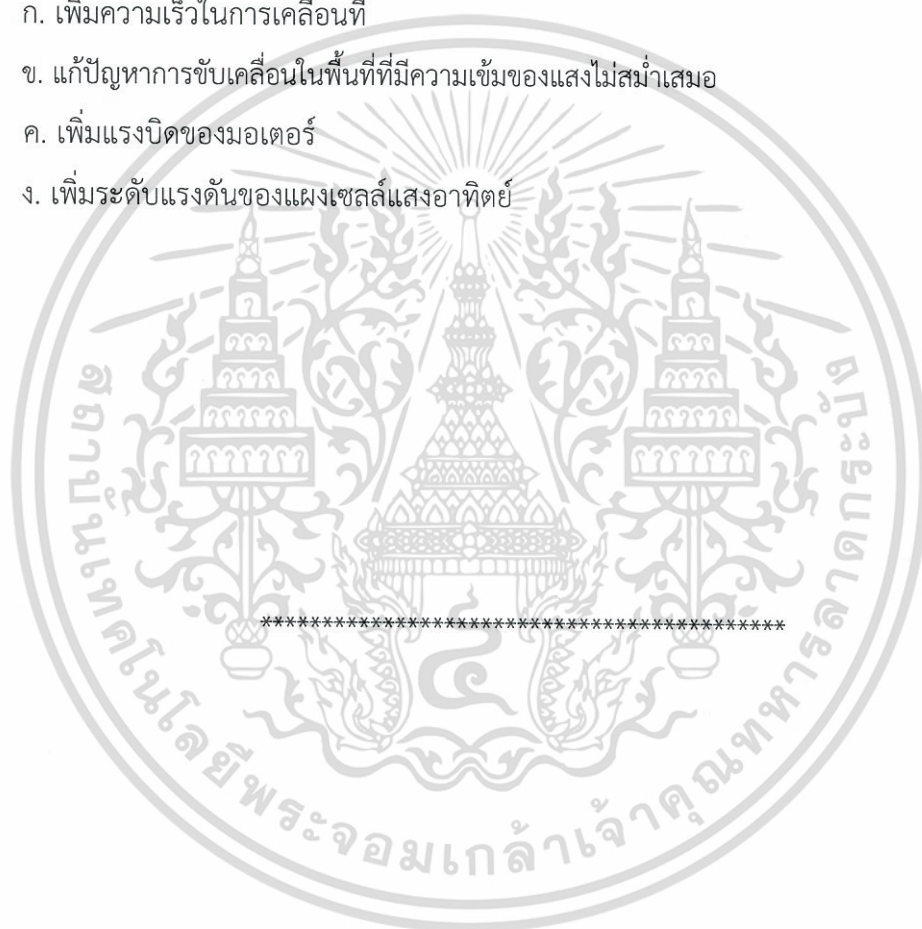 ก. เพิ่มความเร็วในการเคลื่อนที่
ข. แก้ปัญหาการขับเคลื่อนในพื้นที่ที่มีความเข้มของแสงไม่สม่ำเสมอ
ค. เพิ่มแรงบิดของมอเตอร์
ง. เพิ่มระดับแรงดันของแผงเซลล์แสงอาทิตย์
*******************************************
สถาบันเทคโนโลยีพระจอมเกล้าเจ้าคุณทหารลาดกระบัง